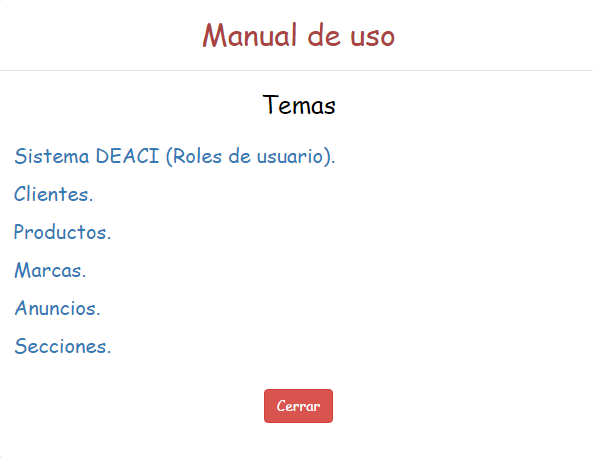 Manual de uso
Temas
Sistema DEACI (Roles de usuario).
Clientes.
Productos.
Marcas.
Anuncios.
Secciones.
Cerrar